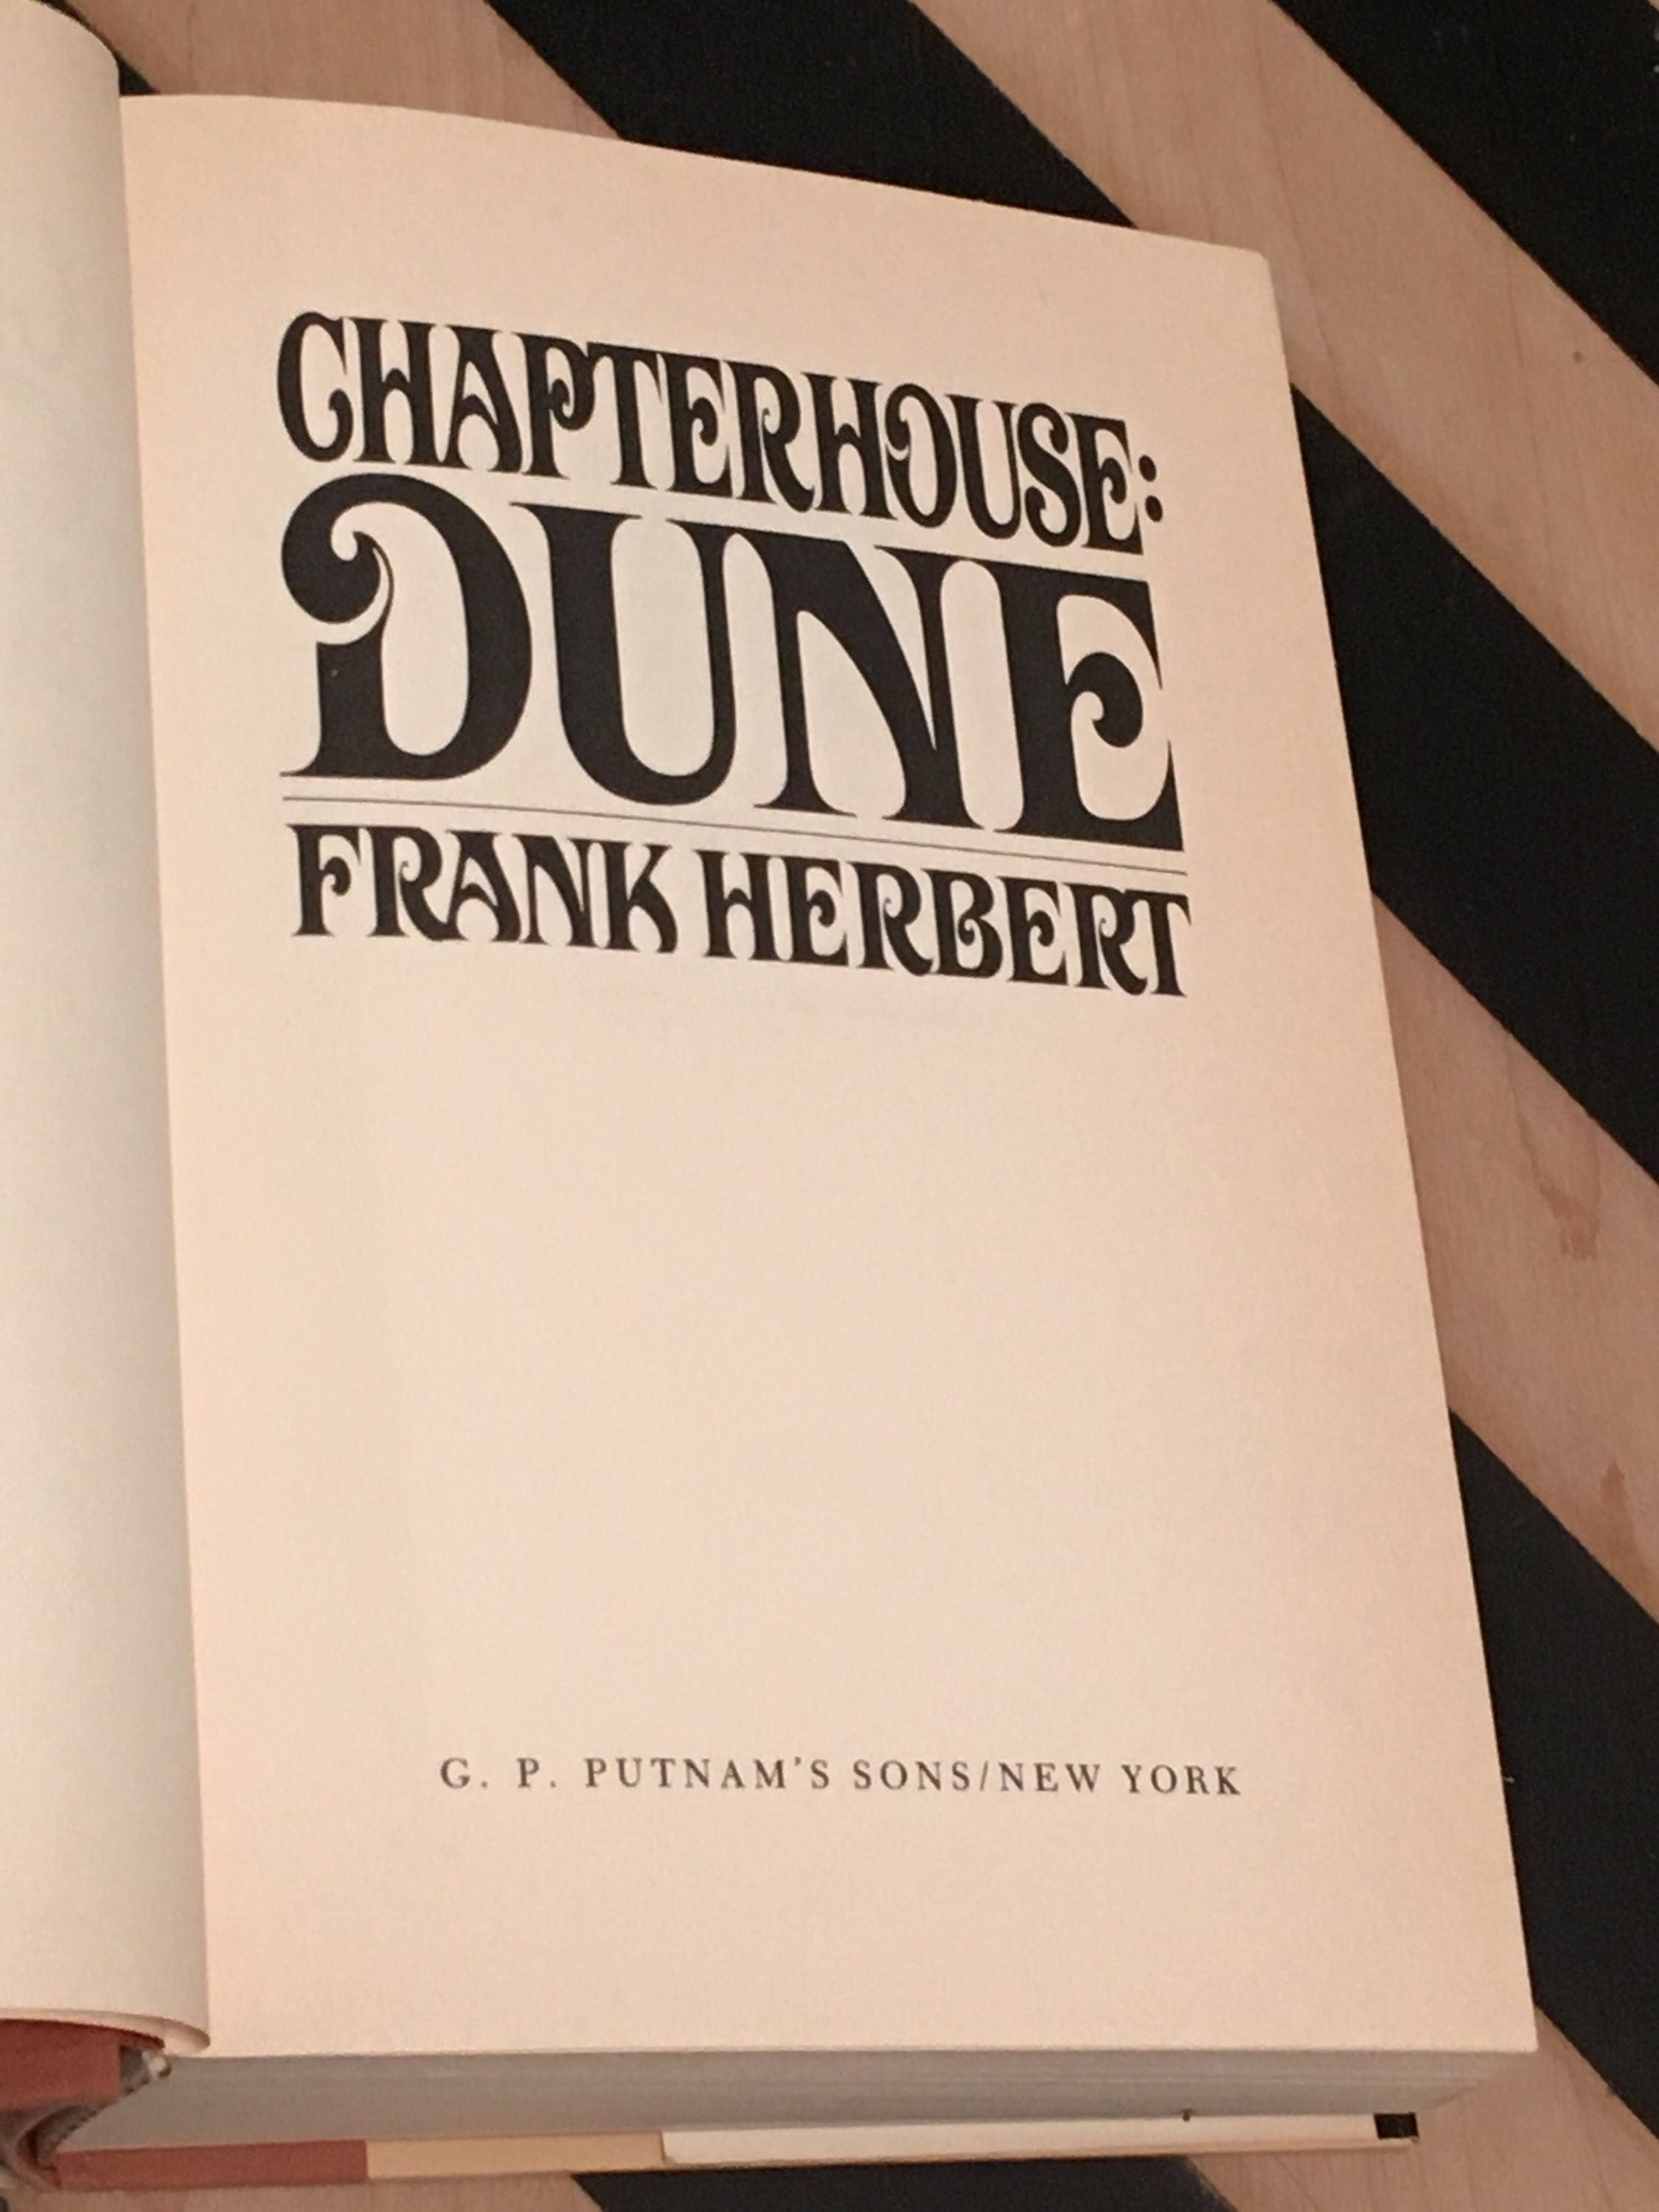 CHAPTERHOUSE:
DUNE
FRANK HERBERT
G. P. PUTNAM'S SONS/NEW YORK